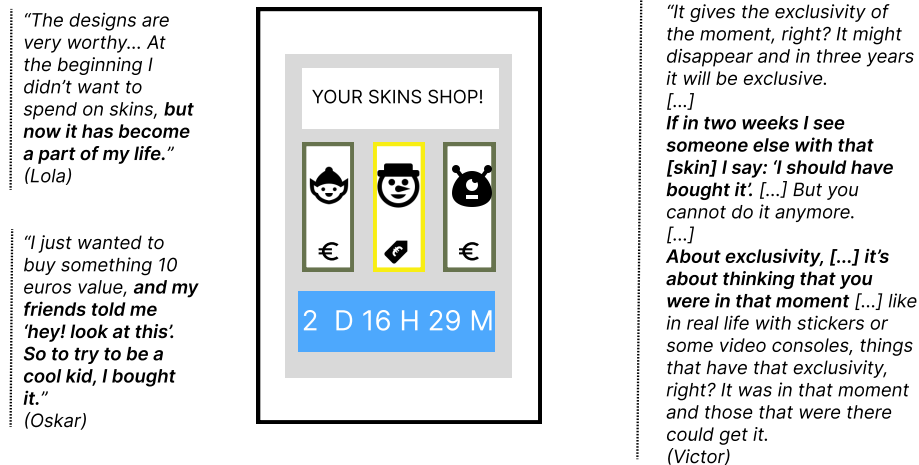 “The designs are
very worthy... At
the beginning I
didn’t want to
spend on skins, but
now it has become
a part of my life.”
(Lola)
“I just wanted to
buy something 10
euros value, and my
friends told me
‘hey! look at this’.
So to try to be a
cool kid, I bought
it.”
(Oskar)
YOUR SKINS SHOP!
€ € €
2 D 16 H 29 M
“It gives the exclusivity of
the moment, right? It might
disappear and in three years
it will be exclusive.
[...]
If in two weeks I see
someone else with that
[skin] I say: ‘I should have
bought it’. [...] But you
cannot do it anymore.
[...]
About exclusivity, [...] it’s
about thinking that you
were in that moment [...] like
in real life with stickers or
some video consoles, things
that have that exclusivity,
right? It was in that moment
and those that were there
could get it.
(Victor)